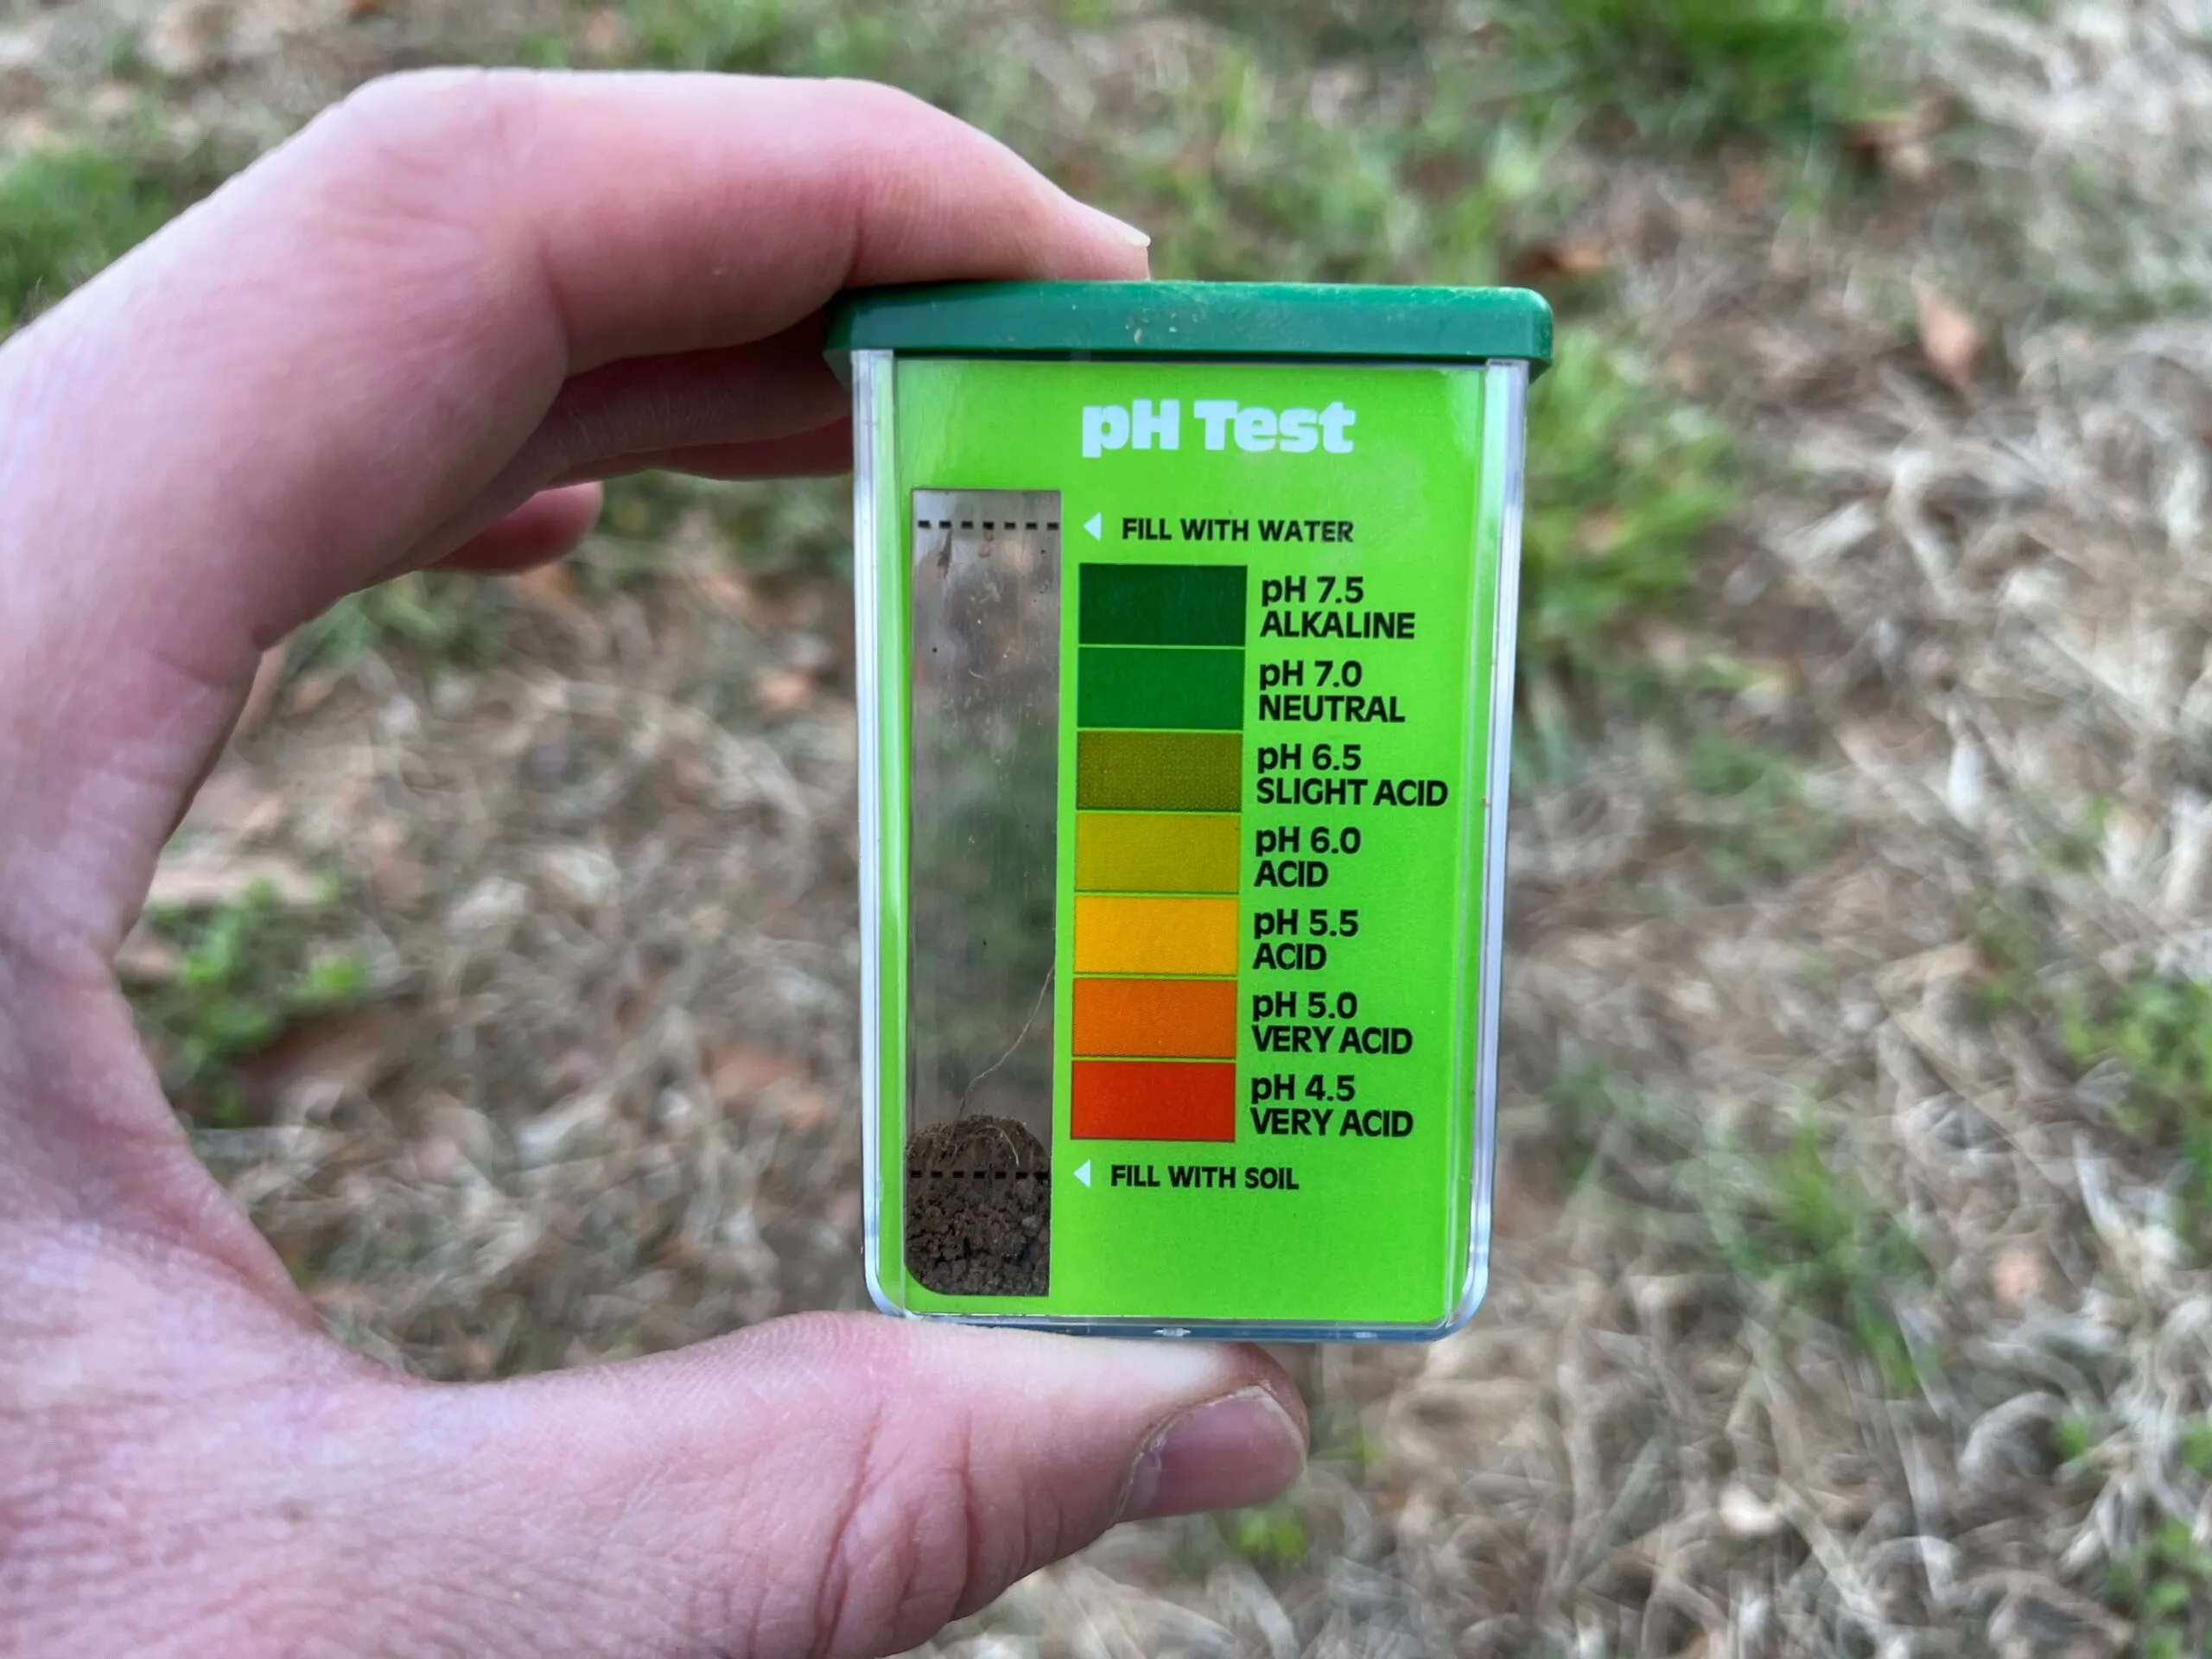 pH Test
FILL WITH WATER
pH 7.5
ALKALINE
pH 7.0
NEUTRAL
pH 6.5
SLIGHT ACID
pH 6.0
ACID
pH 5.5
ACID
pH 5.0
VERY ACID
pH 4.5
VERY ACID
FILL WITH SOIL